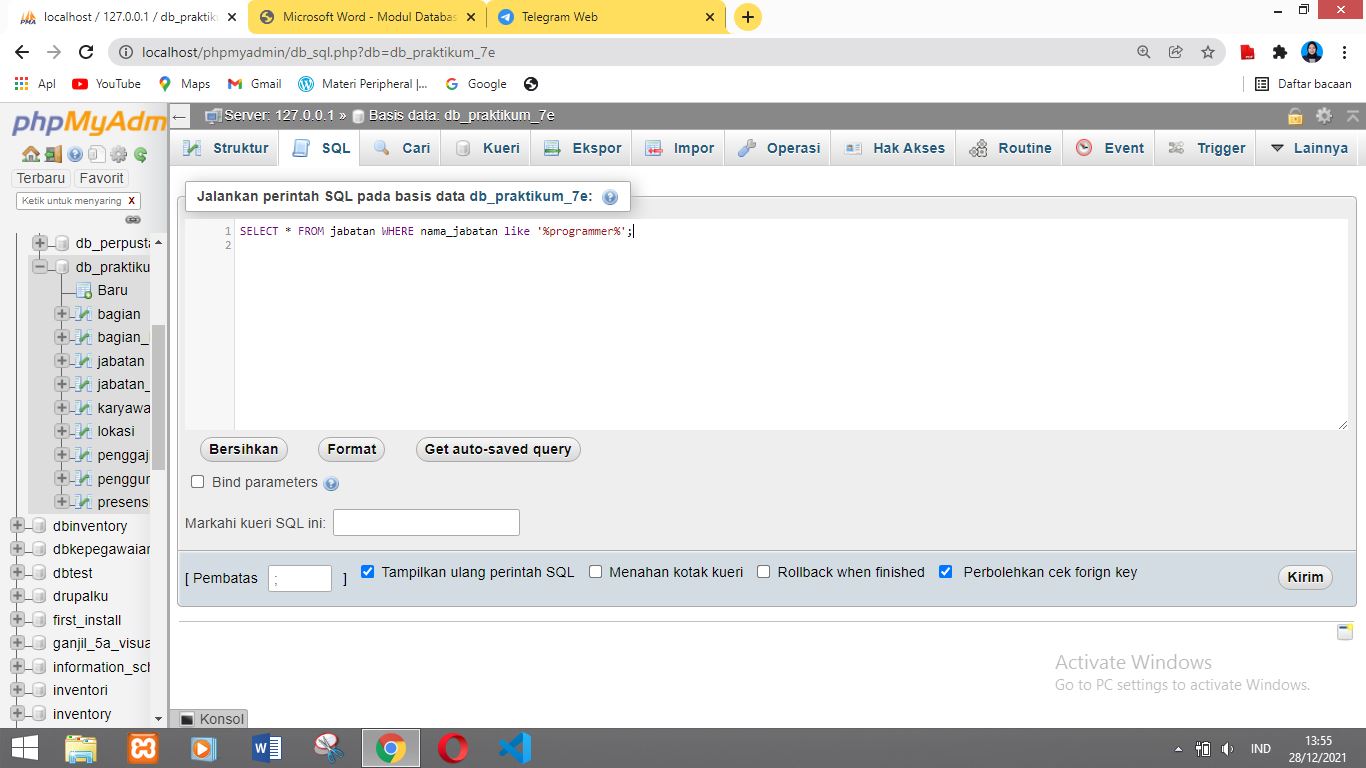 localhost / 127.0.0.1 / db_praktik
Microsoft Word - Modul Databas
Telegram Web
localhost/phpmyadmin/db_sql.php?db=db_praktikum_7e
Apl YouTube Maps Gmail Materi Peripheral |... Google Daftar bacaan
phpMyAdm
Server: 127.0.0.1 » Basis data: db_praktikum_7e
Struktur SQL Cari Kueri Ekspor Impor Operasi Hak Akses Routine Event Trigger Lainnya
Terbaru Favorit
Ketik untuk menyaring X
db_perpusta
db_praktiku
Baru
bagian
bagian_
jabatan
jabatan_
karyawa
lokasi
penggaj
penggun
presensi
dbinventory
dbkepegawaian
dbtest
drupalku
first_install
ganjil_5a_visua
information_sch
inventori
inventory
Jalankan perintah SQL pada basis data db_praktikum_7e:
1 SELECT * FROM jabatan WHERE nama_jabatan like '%programmer%';
2
Bersihkan Format Get auto-saved query
Bind parameters
Markahi kueri SQL ini:
[ Pembatas ; ] Tampilkan ulang perintah SQL Menahan kotak kueri Rollback when finished Perbolehkan cek forign key Kirim
Activate Windows
Go to PC settings to activate Windows.
Konsol
IND
13:55
28/12/2021